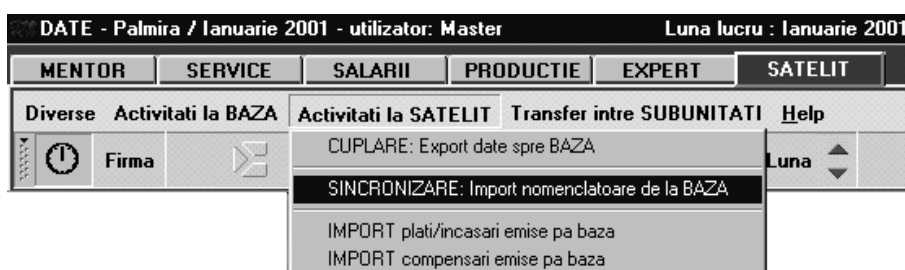 DATE - Palmira / Ianuarie 2001 - utilizator: Master Luna lucru : Ianuarie 2001
MENTOR SERVICE SALARII PRODUCTIE EXPERT SATELIT
Diverse Activitati la BAZA Activitati la SATELIT Transfer intre SUBUNITATI Help
Firma Luna
CUPLARE: Export date spre BAZA
SINCRONIZARE: Import nomenclatoare de la BAZA
IMPORT plati/incasari emise pa baza
IMPORT compensari emise pa baza